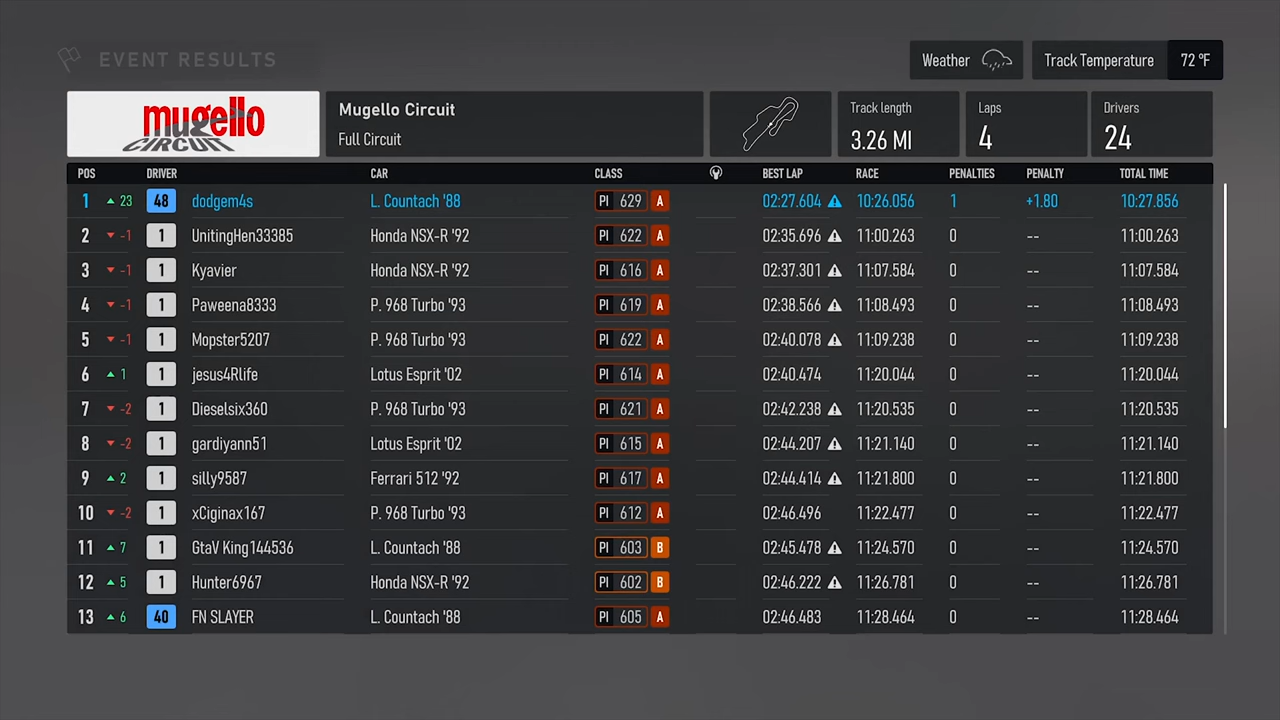 EVENT RESULTS
Weather
Track Temperature 72 °F
mugello
CIRCUIT
Mugello Circuit
Full Circuit
Track length
3.26 MI
Laps
4
Drivers
24
POS DRIVER CAR CLASS BEST LAP RACE PENALTIES PENALTY TOTAL TIME
1 23 48 dodgem4s L. Countach '88 PI 629 A 02:27.604 10:26.056 1 +1.80 10:27.856
2 -1 1 UnitingHen33385 Honda NSX-R '92 PI 622 A 02:35.696 11:00.263 0 -- 11:00.263
3 -1 1 Kyavier Honda NSX-R '92 PI 616 A 02:37.301 11:07.584 0 -- 11:07.584
4 -1 1 Paweena8333 P. 968 Turbo '93 PI 619 A 02:38.566 11:08.493 0 -- 11:08.493
5 -1 1 Mopster5207 P. 968 Turbo '93 PI 622 A 02:40.078 11:09.238 0 -- 11:09.238
6 1 1 jesus4Rlife Lotus Esprit '02 PI 614 A 02:40.474 11:20.044 0 -- 11:20.044
7 -2 1 Dieselsix360 P. 968 Turbo '93 PI 621 A 02:42.238 11:20.535 0 -- 11:20.535
8 -2 1 gardiyann51 Lotus Esprit '02 PI 615 A 02:44.207 11:21.140 0 -- 11:21.140
9 2 1 silly9587 Ferrari 512 '92 PI 617 A 02:44.414 11:21.800 0 -- 11:21.800
10 -2 1 xCiginax167 P. 968 Turbo '93 PI 612 A 02:46.496 11:22.477 0 -- 11:22.477
11 7 1 GtaV King144536 L. Countach '88 PI 603 B 02:45.478 11:24.570 0 -- 11:24.570
12 5 1 Hunter6967 Honda NSX-R '92 PI 602 B 02:46.222 11:26.781 0 -- 11:26.781
13 6 40 FN SLAYER L. Countach '88 PI 605 A 02:46.483 11:28.464 0 -- 11:28.464